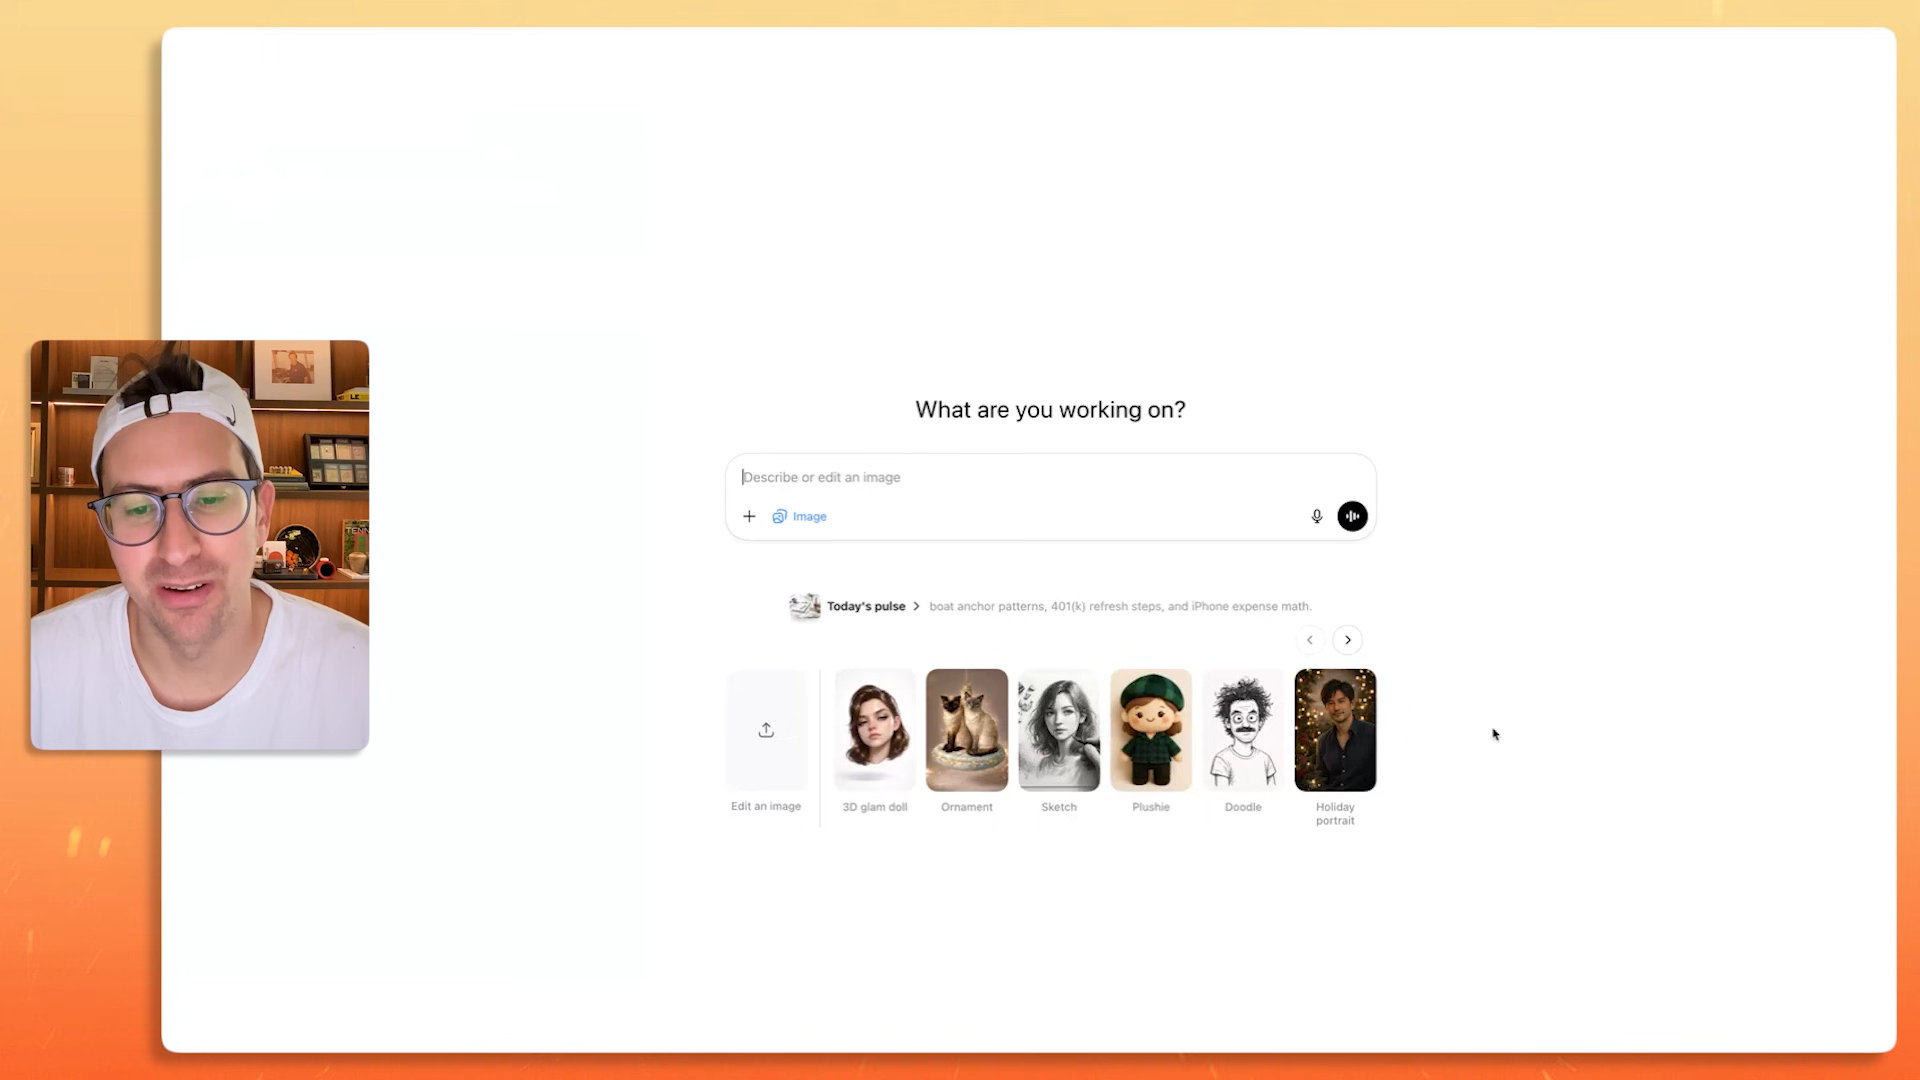 What are you working on?
Describe or edit an image
Image
Today's pulse boat anchor patterns, 401(k) refresh steps, and iPhone expense math.
Edit an image
3D glam doll
Ornament
Sketch
Plushie
Doodle
Holiday
portrait